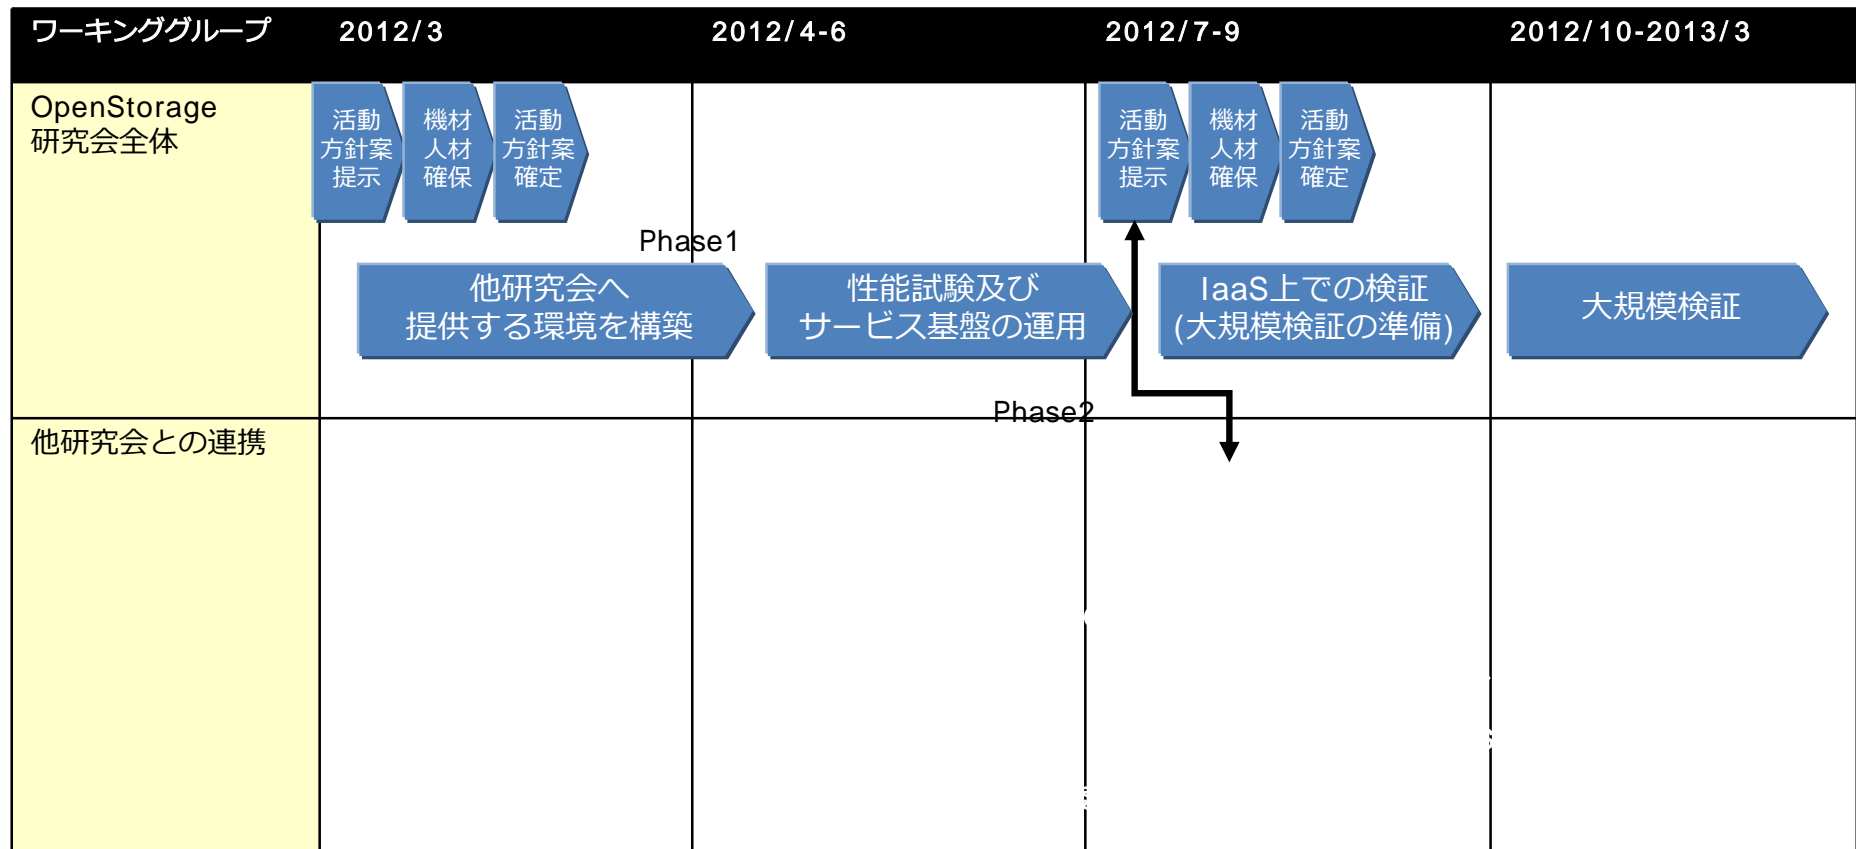 ワーキンググループ
2012/3
2012/4-6
2012/7-9
2012/10-2013/3
OpenStorage
研究会全体
活動
方針案
提示
機材
人材
確保
活動
方針案
確定
活動
方針案
提示
機材
人材
確保
活動
方針案
確定
Phase1
他研究会へ
提供する環境を構築
性能試験及び
サービス基盤の運用
IaaS上での検証
(大規模検証の準備)
大規模検証
Phase2
他研究会との連携